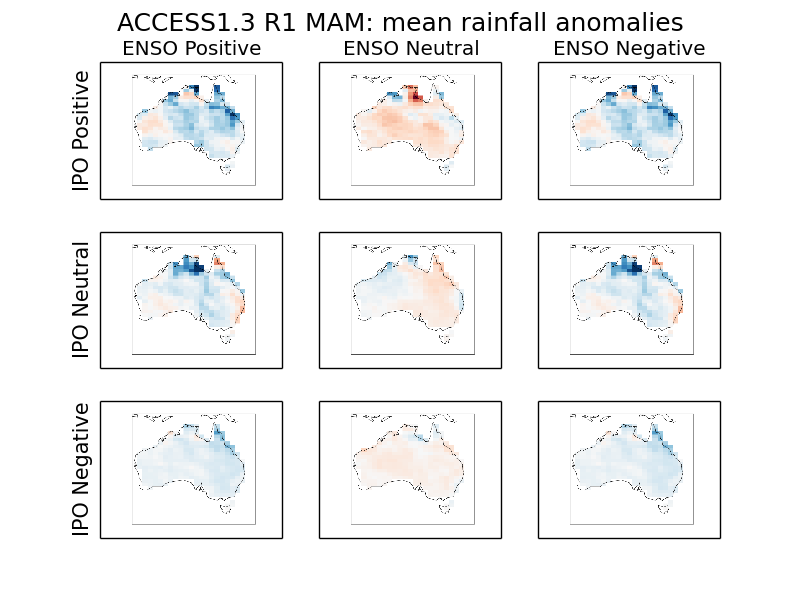 ACCESS1.3 R1 MAM: mean rainfall anomalies
ENSO Positive
ENSO Neutral
ENSO Negative
IPO Positive
IPO Neutral
IPO Negative